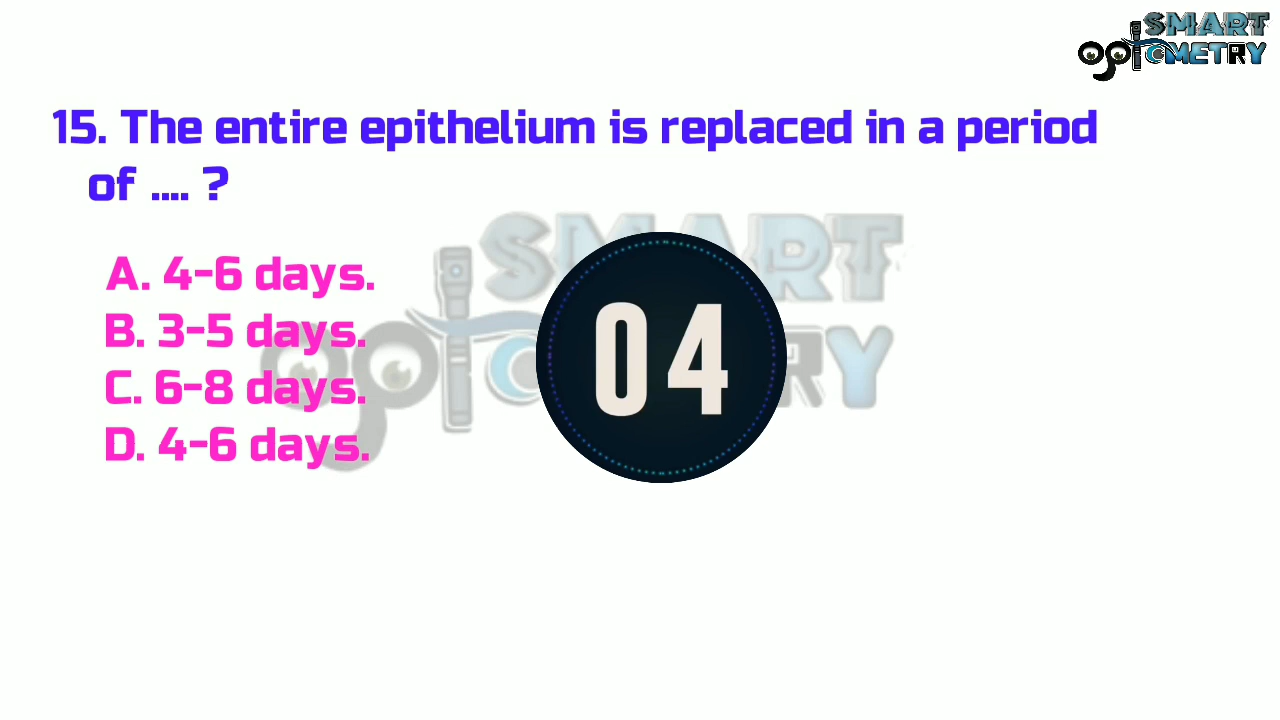 SMART
OptOMETRY
15. The entire epithelium is replaced in a period
of .... ?
SMART
A. 4-6 days.
B. 3-5 days.
04
C. 6-8 days.
D. 4-6 days.